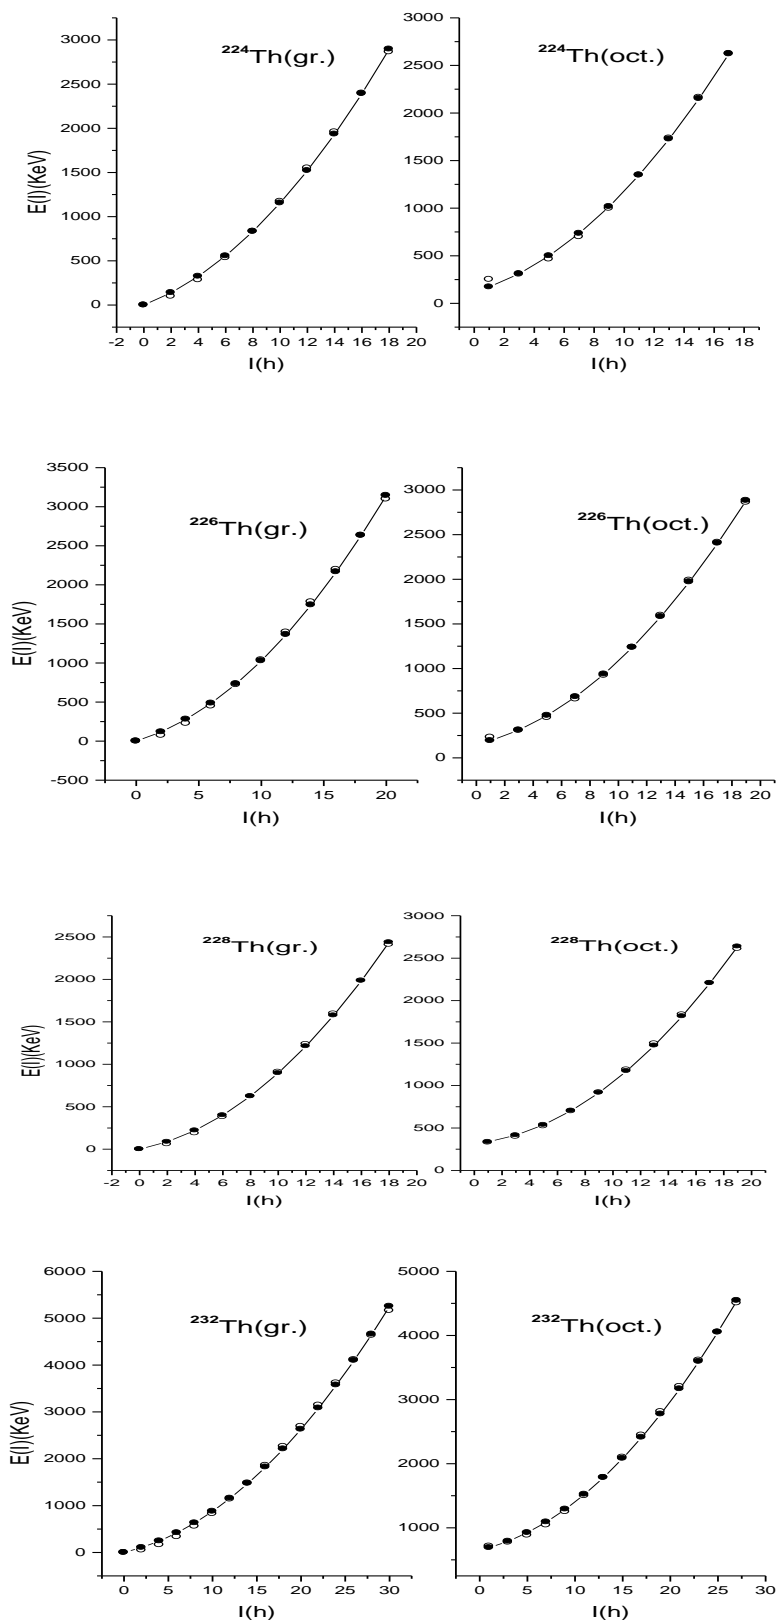 ²²⁴Th(gr.)
E(I)(KeV)
3000
2500
2000
1500
1000
500
0
-2 0 2 4 6 8 10 12 14 16 18 20
I(h)
²²⁴Th(oct.)
3000
2500
2000
1500
1000
500
0
0 2 4 6 8 10 12 14 16 18
I(h)
²²⁶Th(gr.)
E(I)(KeV)
3500
3000
2500
2000
1500
1000
500
0
-500
0 5 10 15 20
I(h)
²²⁶Th(oct.)
3000
2500
2000
1500
1000
500
0
0 2 4 6 8 10 12 14 16 18 20
I(h)
²²⁸Th(gr.)
E(I)(KeV)
2500
2000
1500
1000
500
0
-2 0 2 4 6 8 10 12 14 16 18 20
I(h)
²²⁸Th(oct.)
3000
2500
2000
1500
1000
500
0
0 2 4 6 8 10 12 14 16 18 20
I(h)
²³²Th(gr.)
E(I)(KeV)
6000
5000
4000
3000
2000
1000
0
0 5 10 15 20 25 30
I(h)
²³²Th(oct.)
5000
4000
3000
2000
1000
0 5 10 15 20 25 30
I(h)